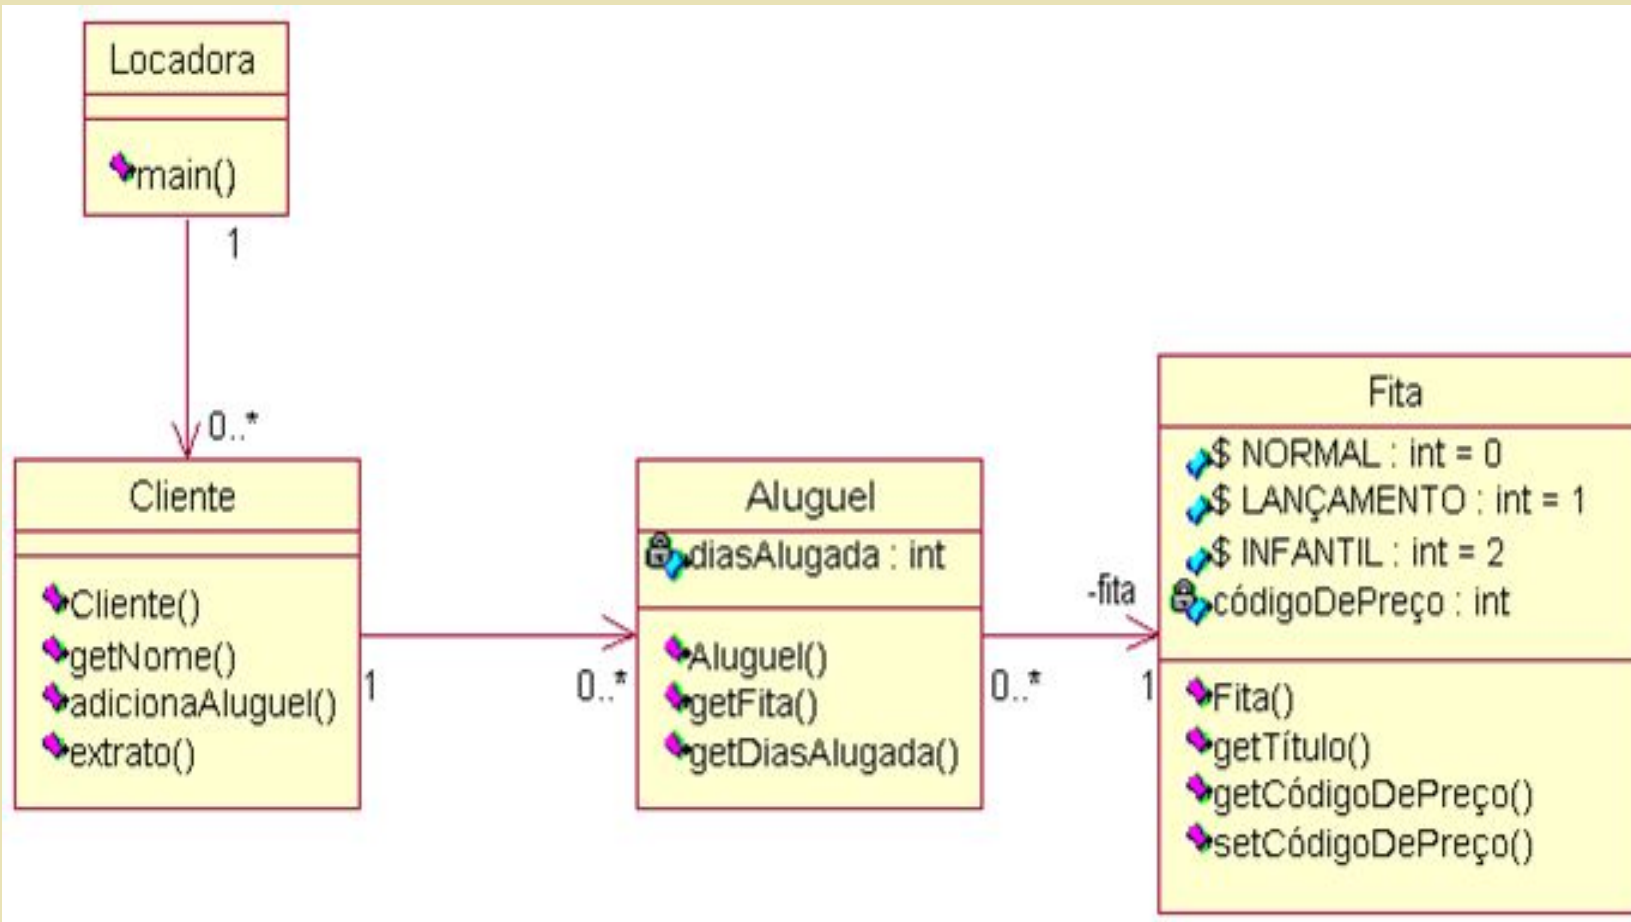 Locadora
main()
1
0..*
Cliente
Cliente()
getNome()
adicionaAluguel()
extrato()
1
0..*
Aluguel
diasAlugada : int
Aluguel()
getFita()
getDiasAlugada()
0..*
-fita
1
Fita
$ NORMAL : int = 0
$ LANÇAMENTO : int = 1
$ INFANTIL : int = 2
códigoDePreço : int
Fita()
getTítulo()
getCódigoDePreço()
setCódigoDePreço()